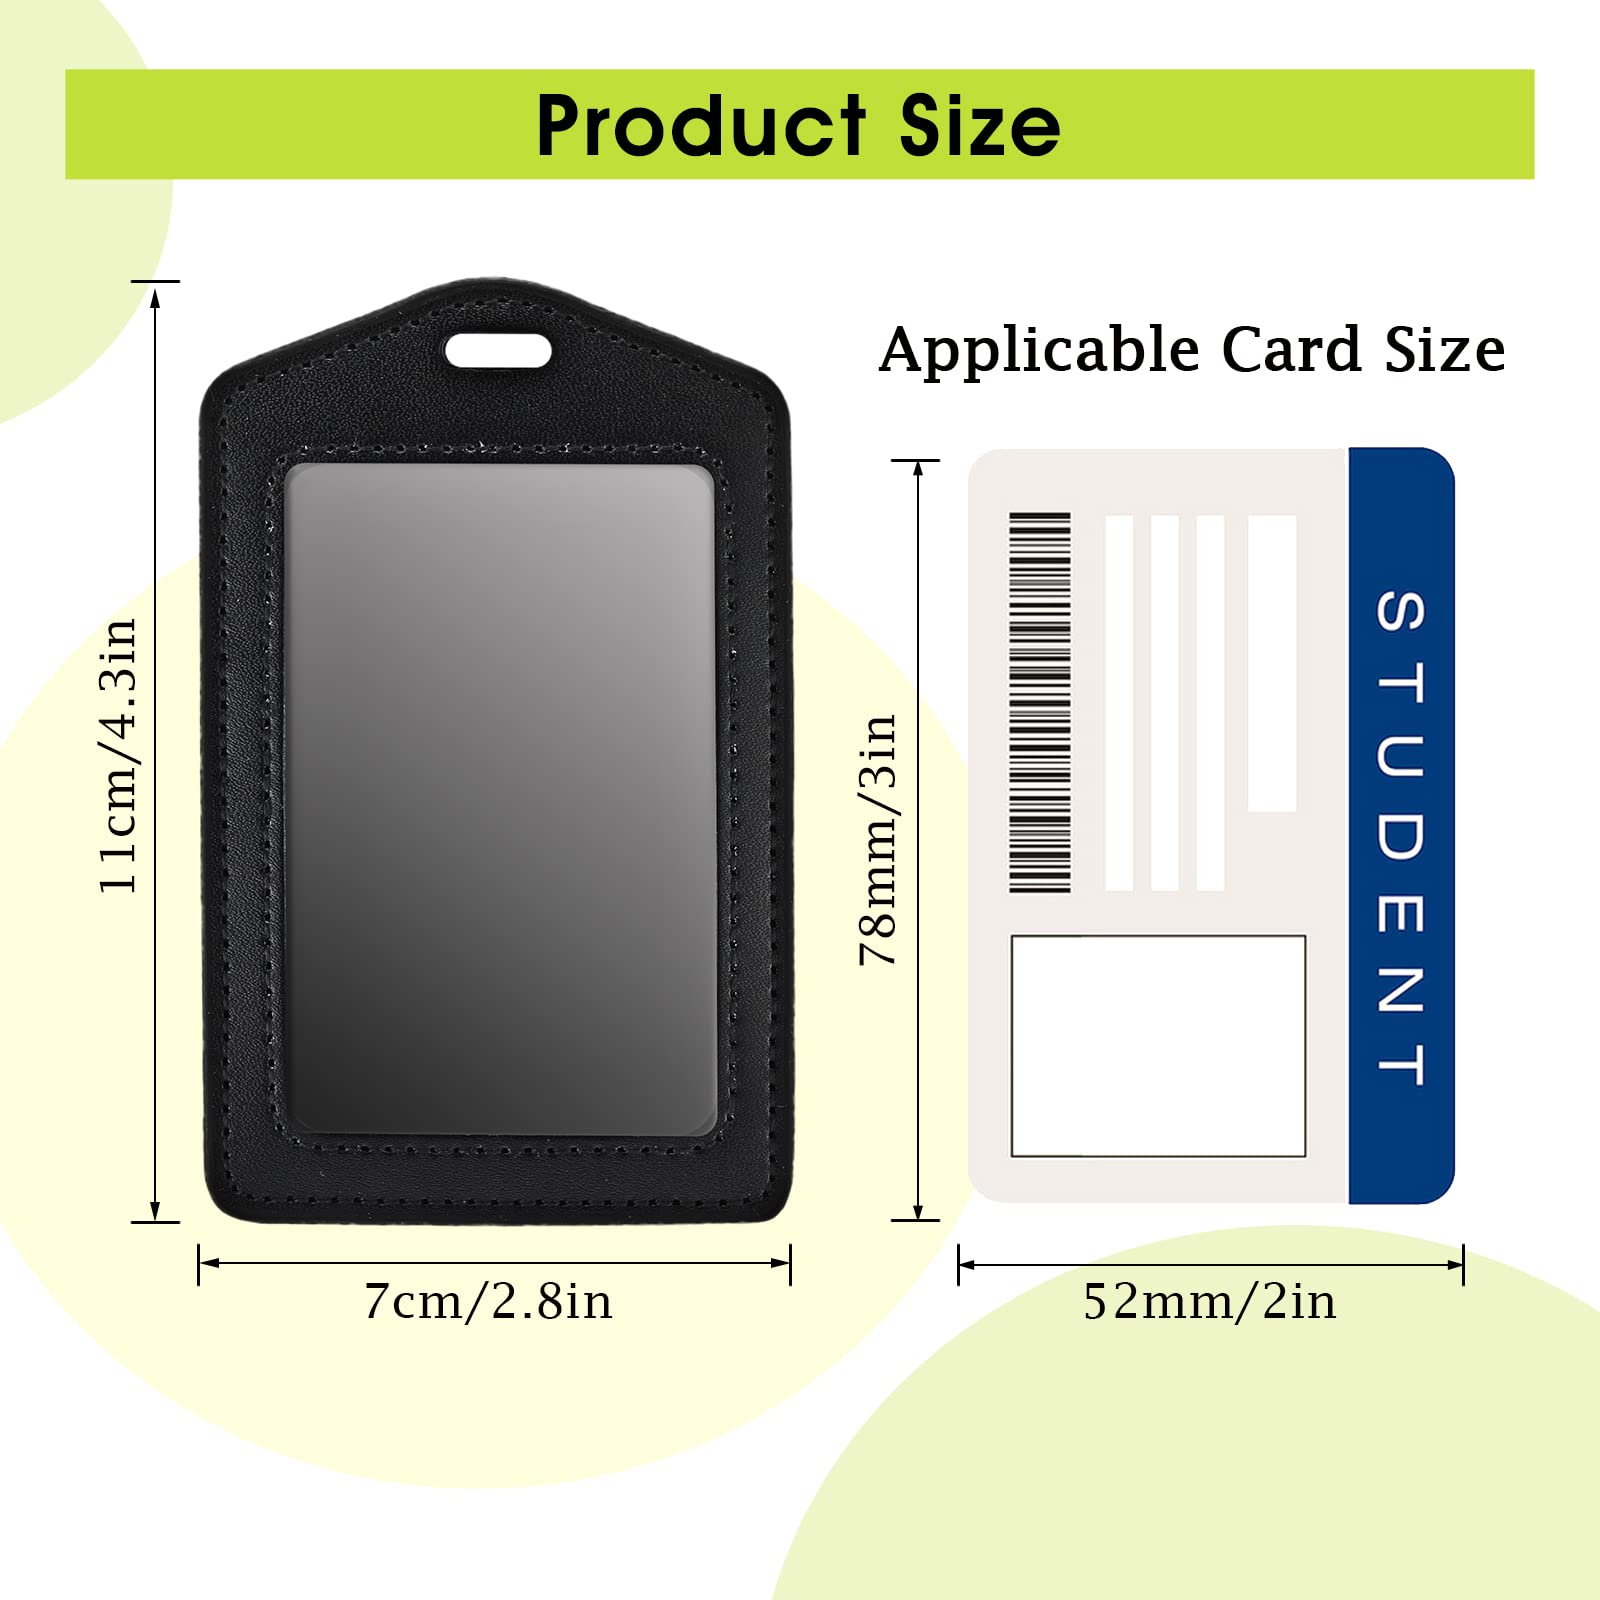 Product Size
Applicable Card Size
11cm/4.3in
7cm/2.8in
78mm/3in
52mm/2in
STUDENT